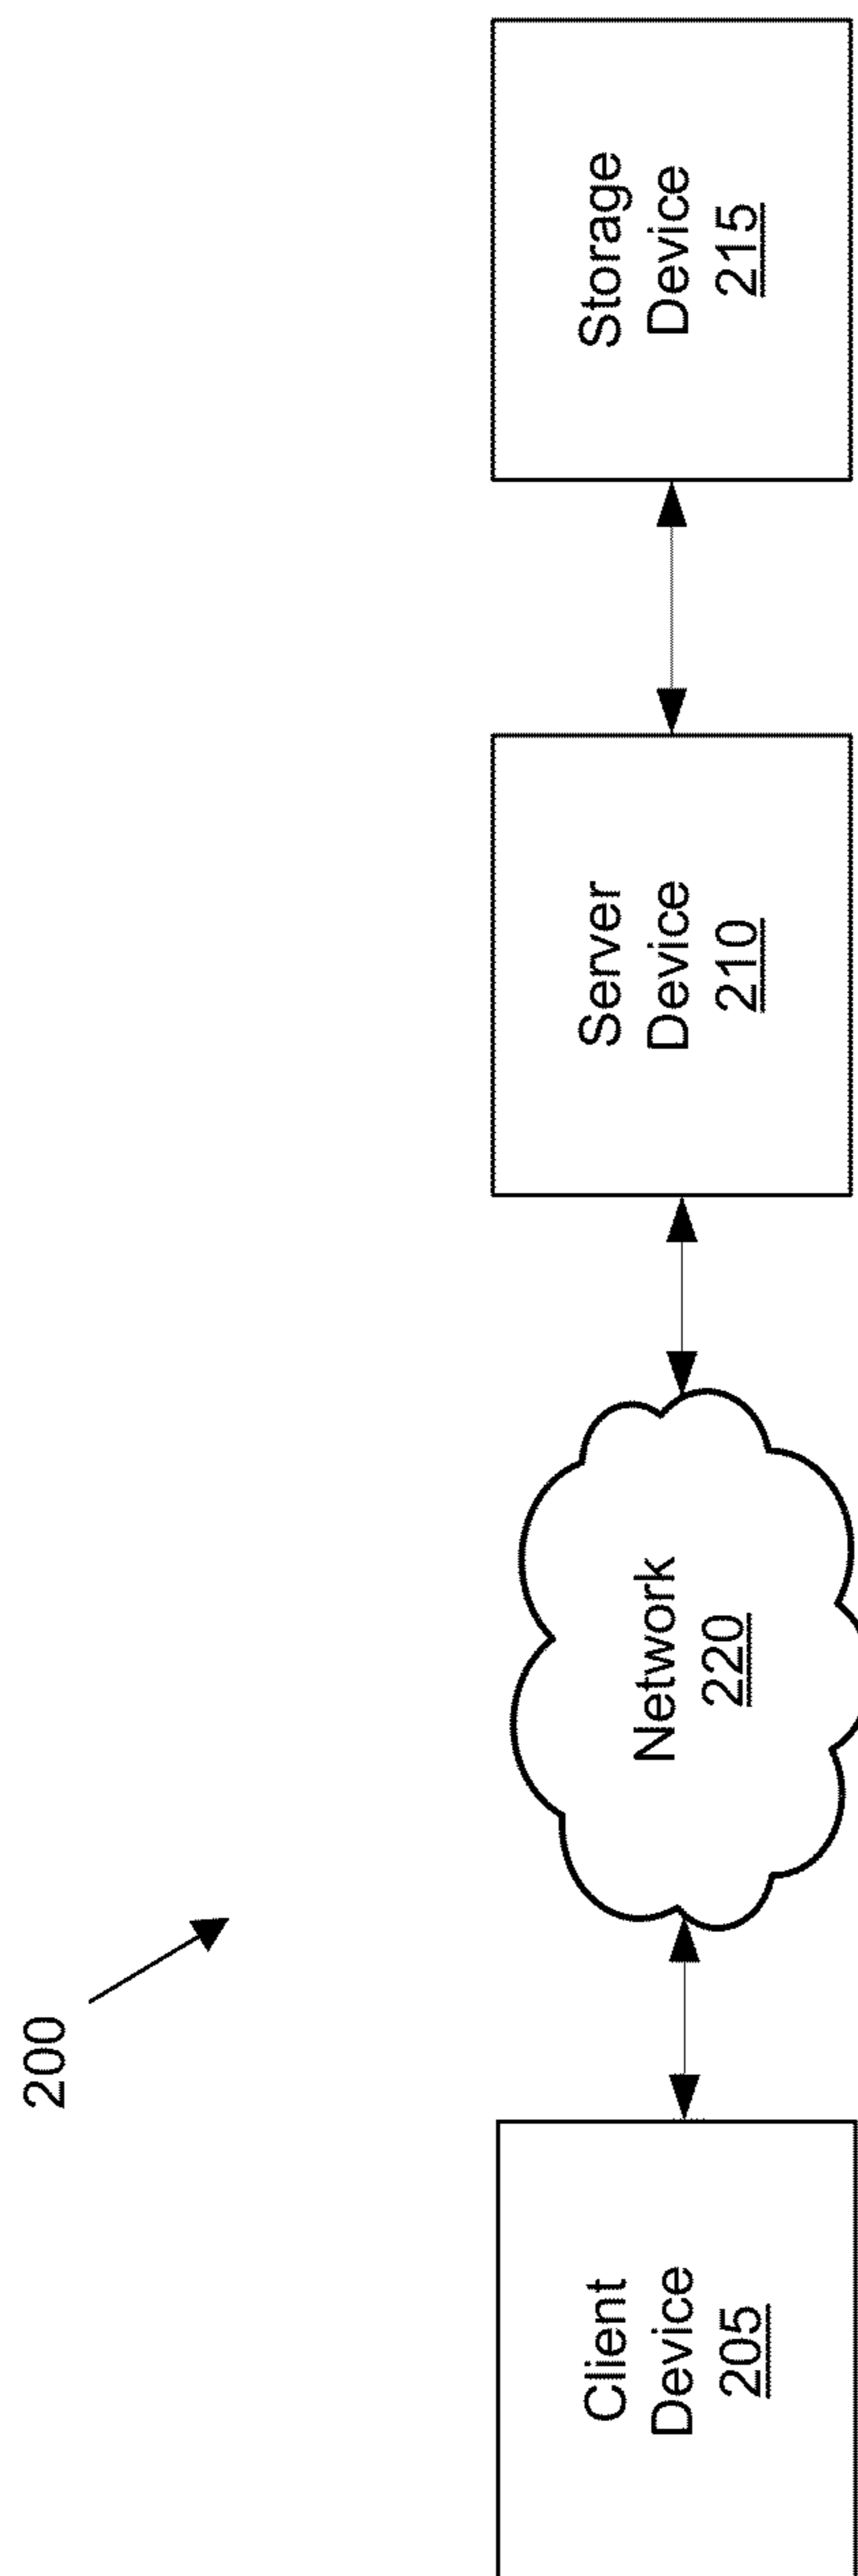 200
Client
Device
205
Network
220
Server
Device
210
Storage
Device
215